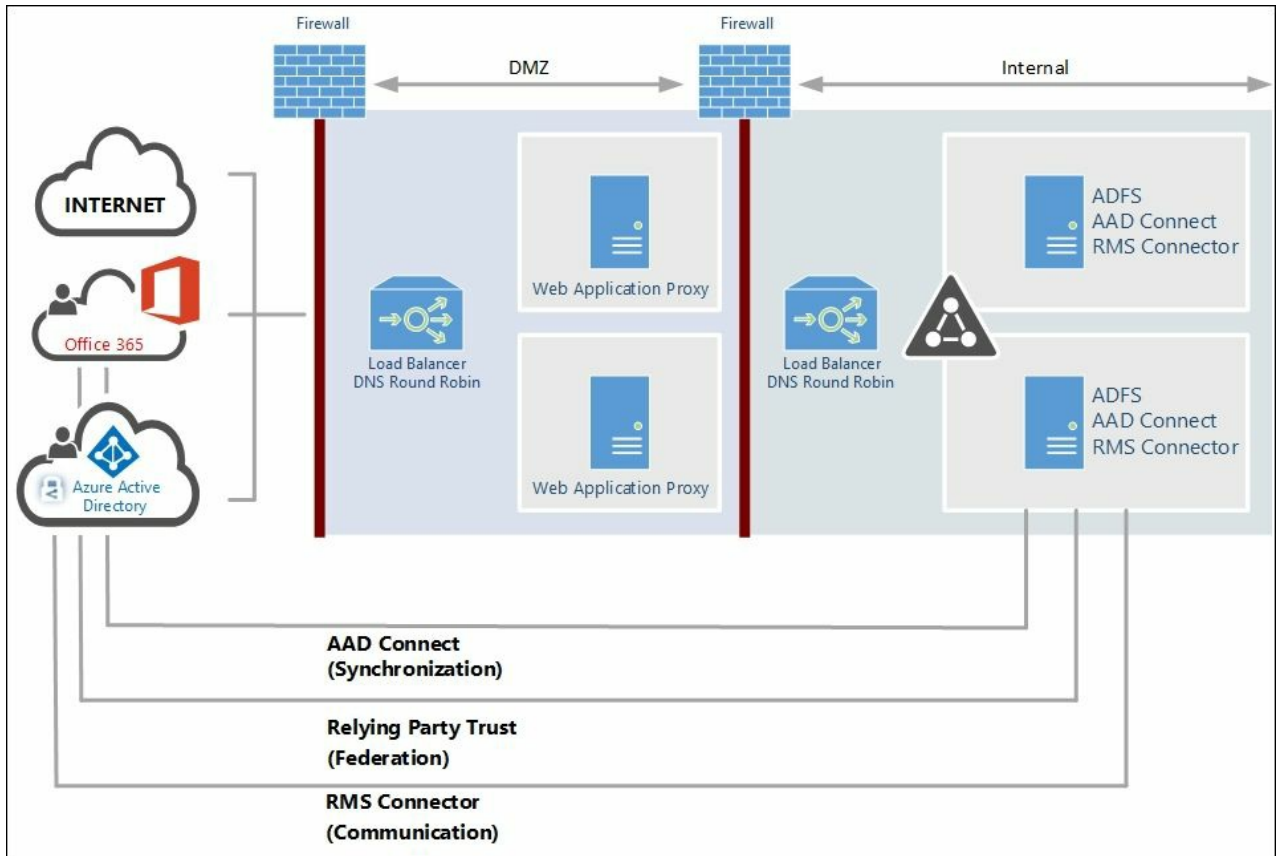 Firewall
Firewall
DMZ
Internal
INTERNET
Office 365
Azure Active
Directory
Web Application Proxy
Load Balancer
DNS Round Robin
Web Application Proxy
Load Balancer
DNS Round Robin
ADFS
AAD Connect
RMS Connector
ADFS
AAD Connect
RMS Connector
AAD Connect
(Synchronization)
Relying Party Trust
(Federation)
RMS Connector
(Communication)